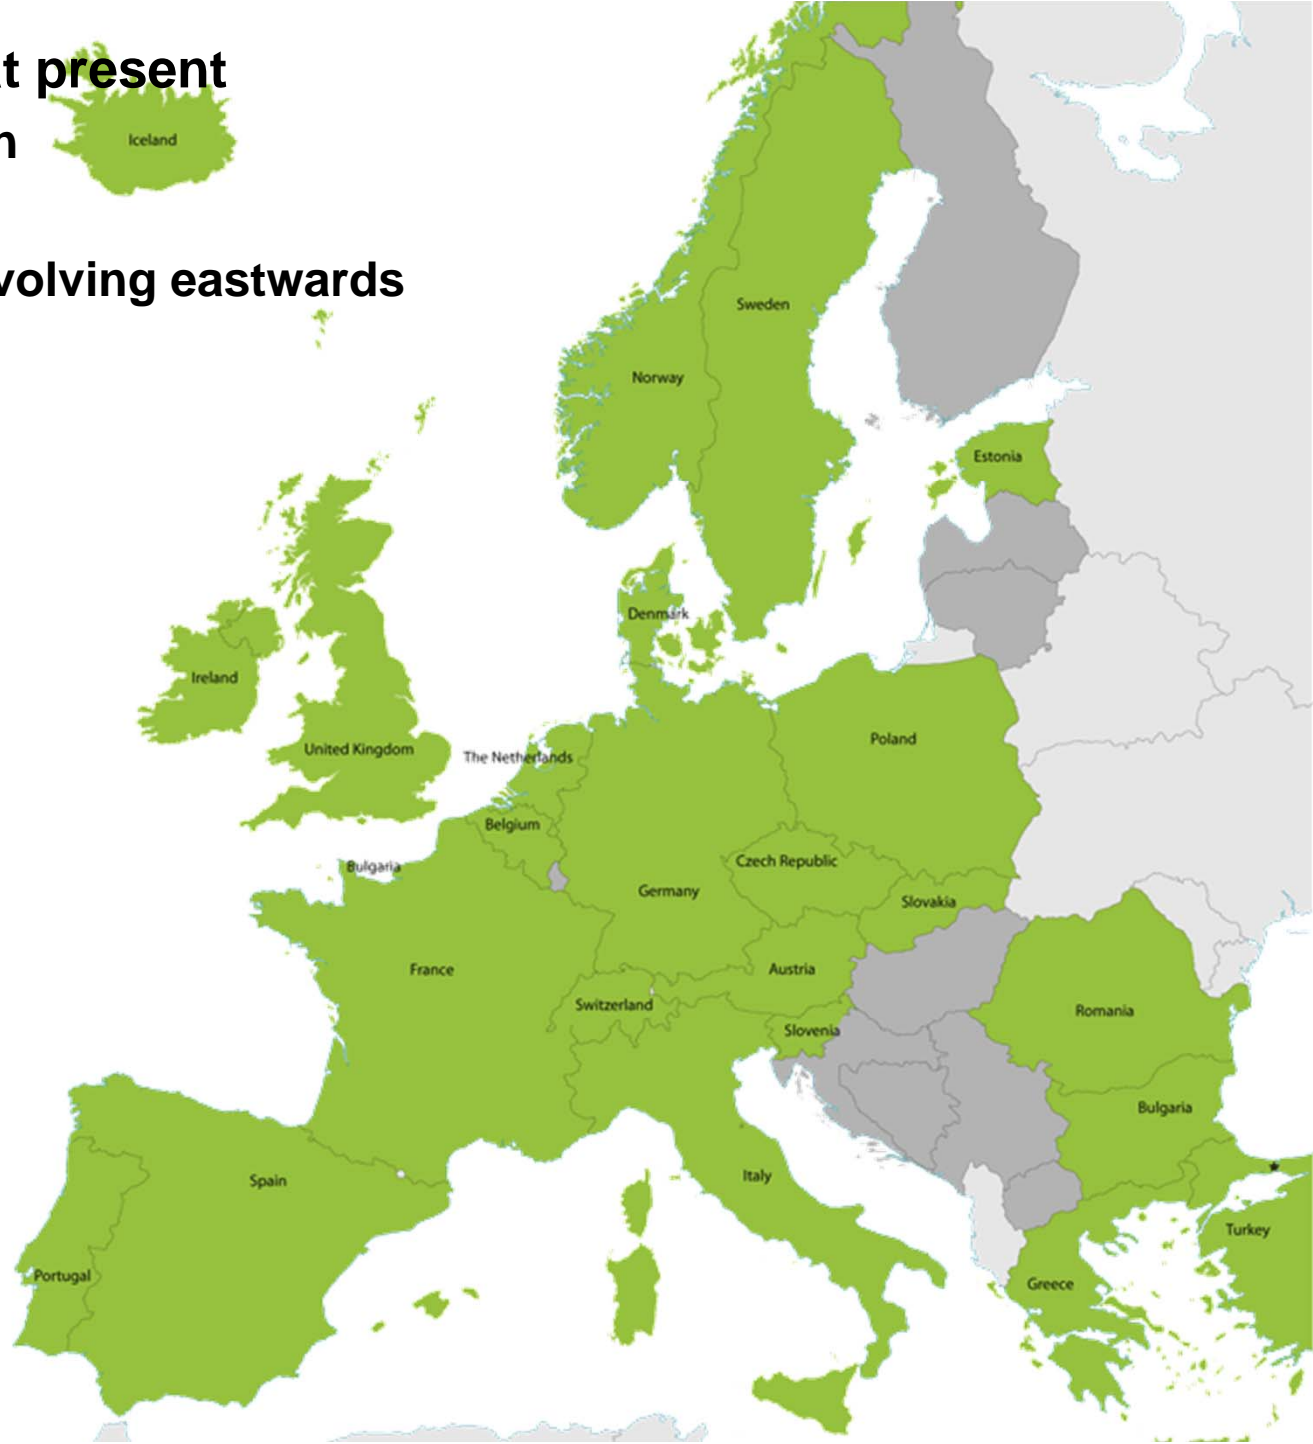 t present
n
volving eastwards
Iceland
Sweden
Norway
Estonia
Denmark
Ireland
United Kingdom
The Netherlands
Poland
Belgium
Bulgaria
Czech Republic
Germany
Slovakia
France
Austria
Switzerland
Slovenia
Romania
Bulgaria
Spain
Italy
Turkey
Portugal
Greece